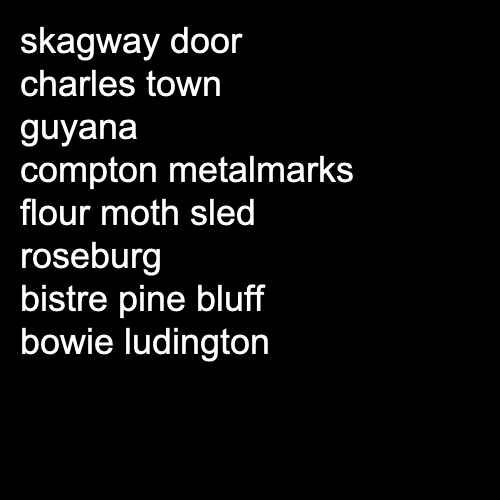 skagway door
charles town
guyana
compton metalmarks
flour moth sled
roseburg
bistre pine bluff
bowie ludington